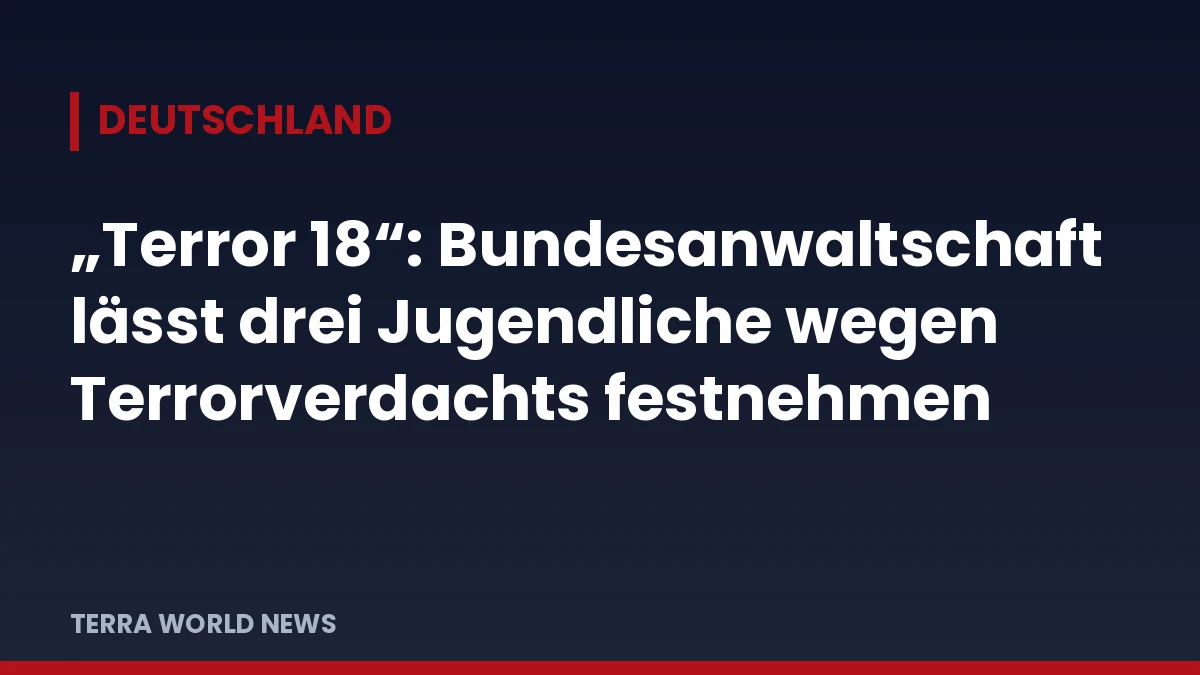 DEUTSCHLAND
„Terror 18“: Bundesanwaltschaft
lässt drei Jugendliche wegen
Terrorverdachts festnehmen
TERRA WORLD NEWS